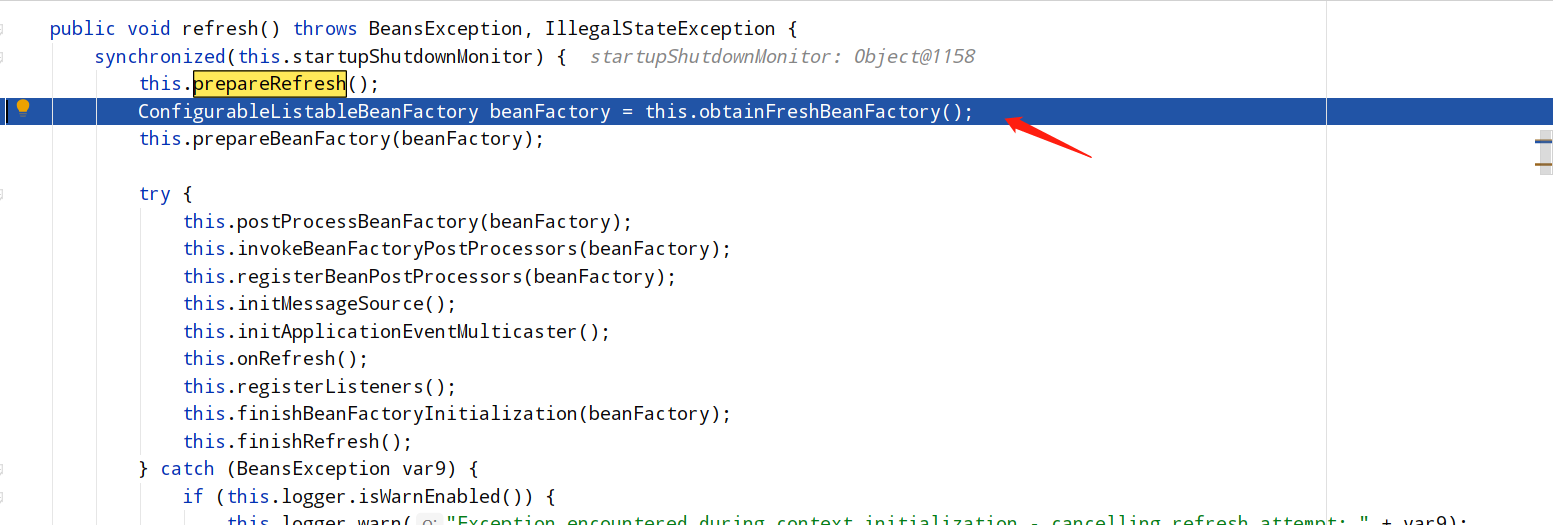 public void refresh() throws BeansException, IllegalStateException {
synchronized(this.startupShutdownMonitor) {  startupShutdownMonitor: Object@1158
this.prepareRefresh();
ConfigurableListableBeanFactory beanFactory = this.obtainFreshBeanFactory();
this.prepareBeanFactory(beanFactory);
try {
this.postProcessBeanFactory(beanFactory);
this.invokeBeanFactoryPostProcessors(beanFactory);
this.registerBeanPostProcessors(beanFactory);
this.initMessageSource();
this.initApplicationEventMulticaster();
this.onRefresh();
this.registerListeners();
this.finishBeanFactoryInitialization(beanFactory);
this.finishRefresh();
} catch (BeansException var9) {
if (this.logger.isWarnEnabled()) {
this.logger.warn( o: "Exception encountered during context initialization - cancelling refresh attempt: " + var9);